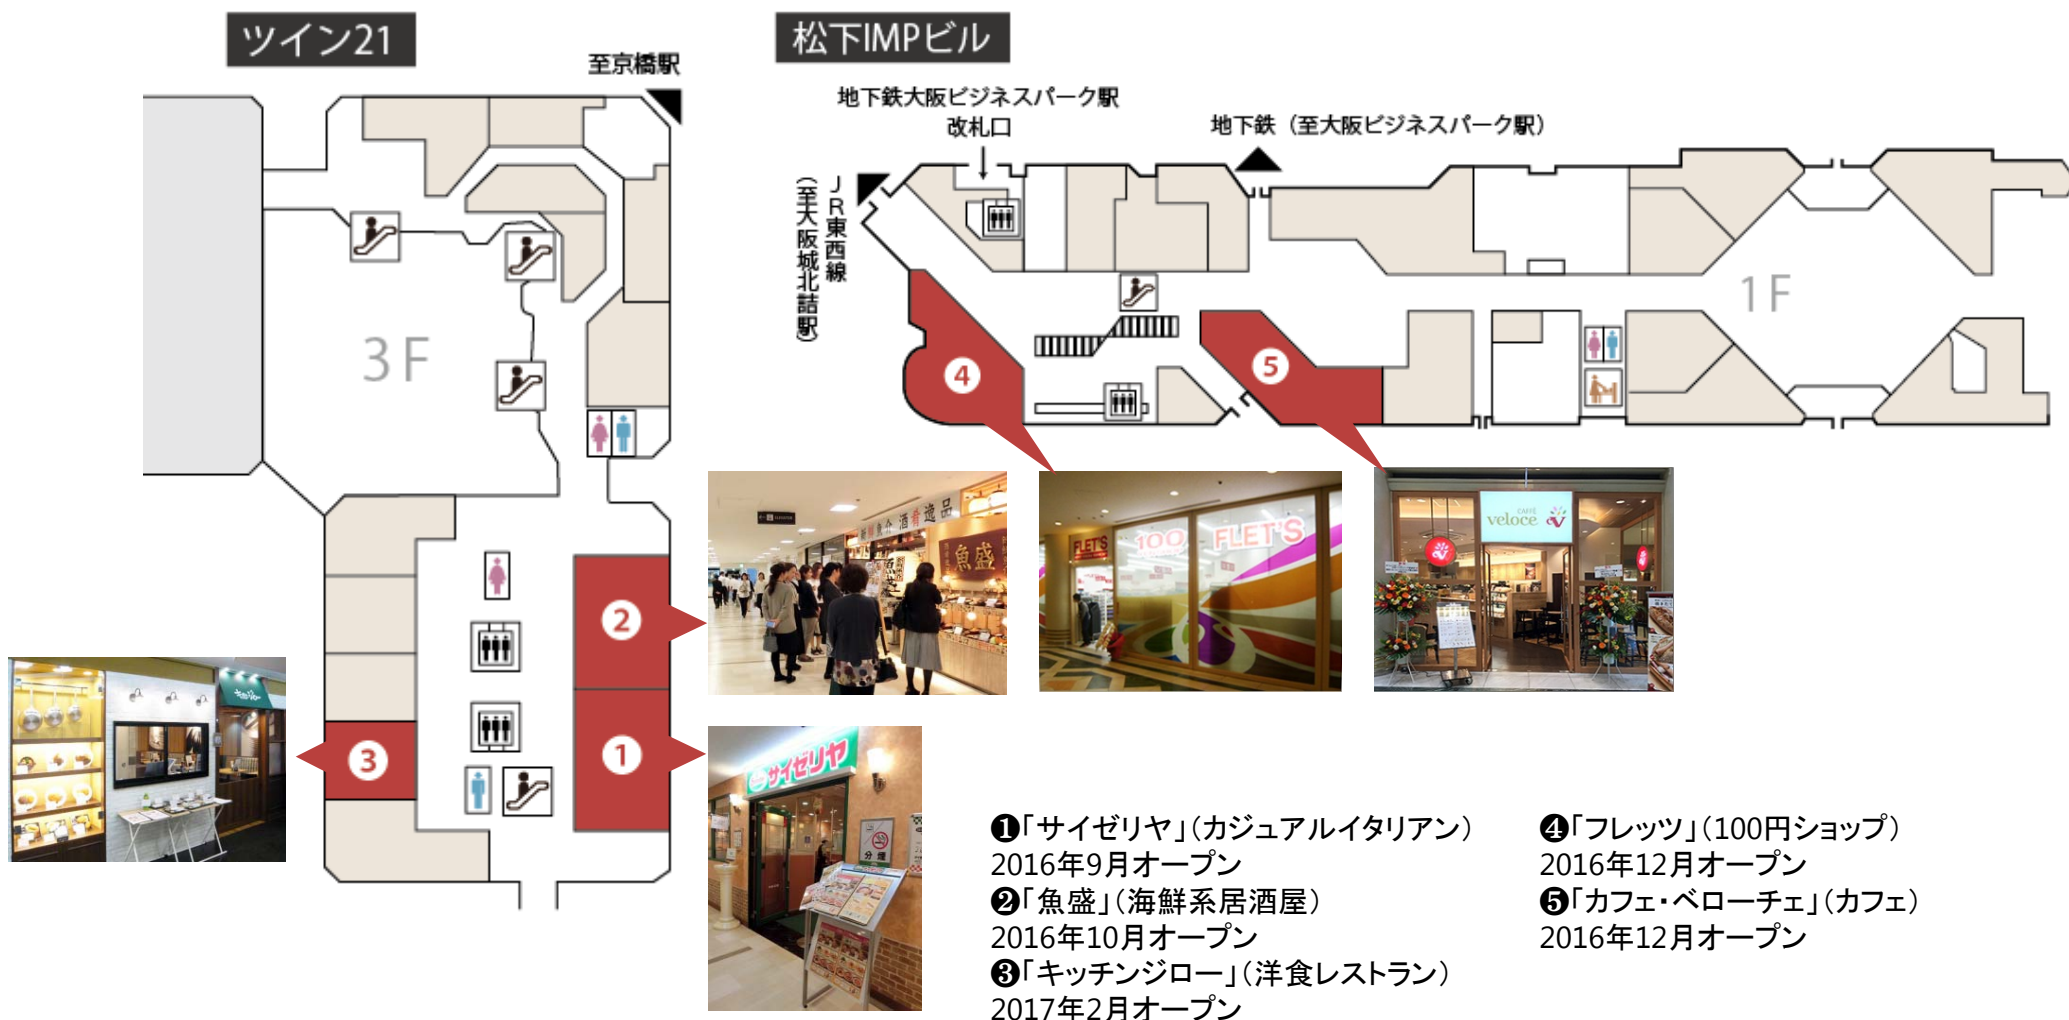 ツイン21
至京橋駅
3F
松下IMPビル
地下鉄大阪ビジネスパーク駅
改札口
地下鉄（至大阪ビジネスパーク駅）
JR東西線
（至大阪城北詰駅）
1F
4
5
2
1
3
魚介 酒肴逸品
魚盛
FLET'S
100
FLET'S
CAFFÈ
veloce
サイゼリヤ
分煙
❶「サイゼリヤ」（カジュアルイタリアン）
2016年9月オープン
❷「魚盛」（海鮮系居酒屋）
2016年10月オープン
❸「キッチンジロー」（洋食レストラン）
2017年2月オープン
❹「フレッツ」（100円ショップ）
2016年12月オープン
❺「カフェ・ベローチェ」（カフェ）
2016年12月オープン